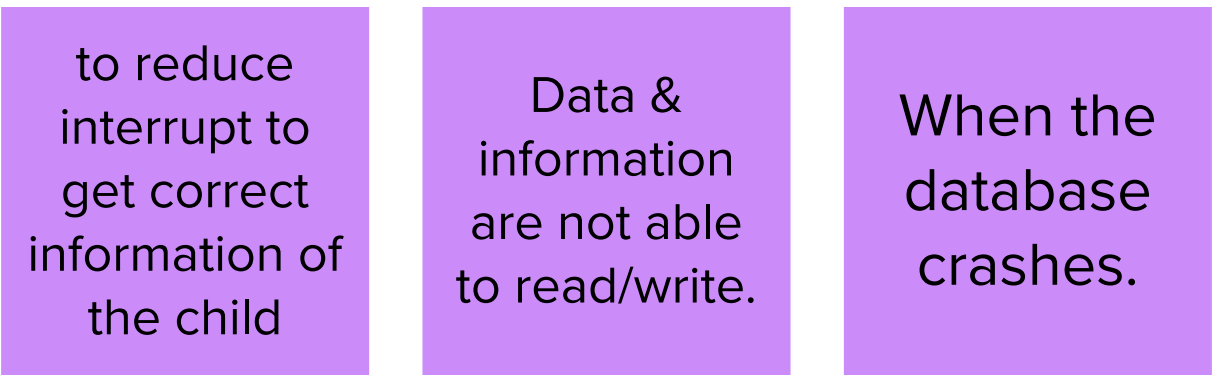 to reduce
interrupt to
get correct
information of
the child
Data &
information
are not able
to read/write.
When the
database
crashes.